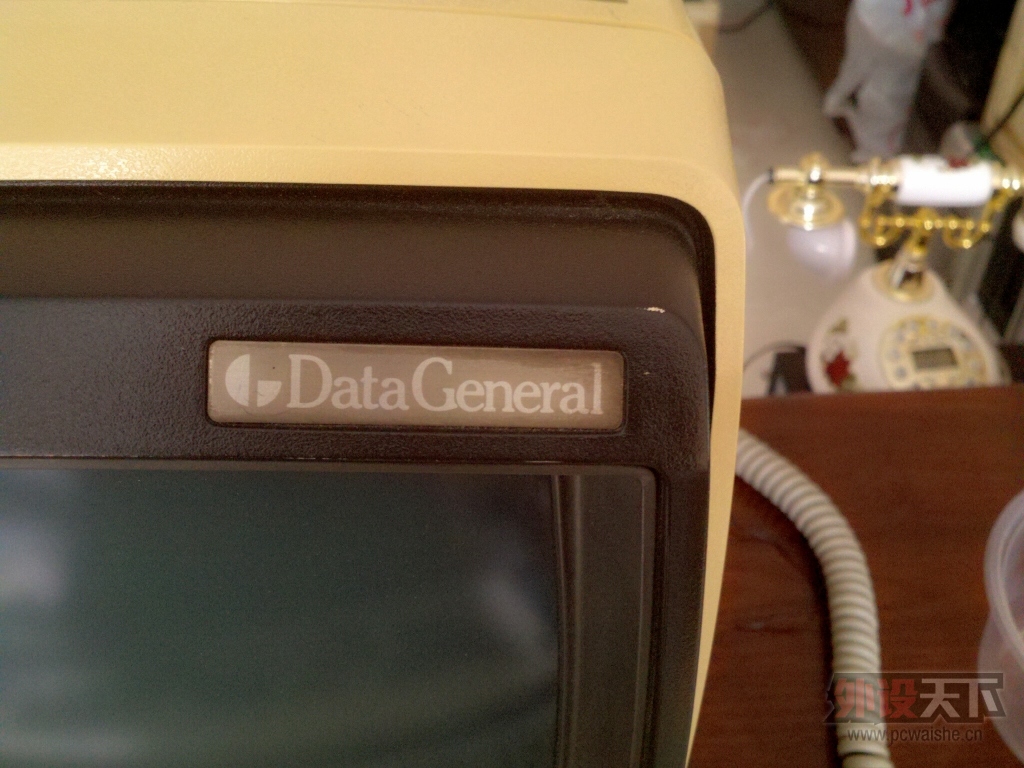 Data General
外设天下
www.pcwaishe.cn